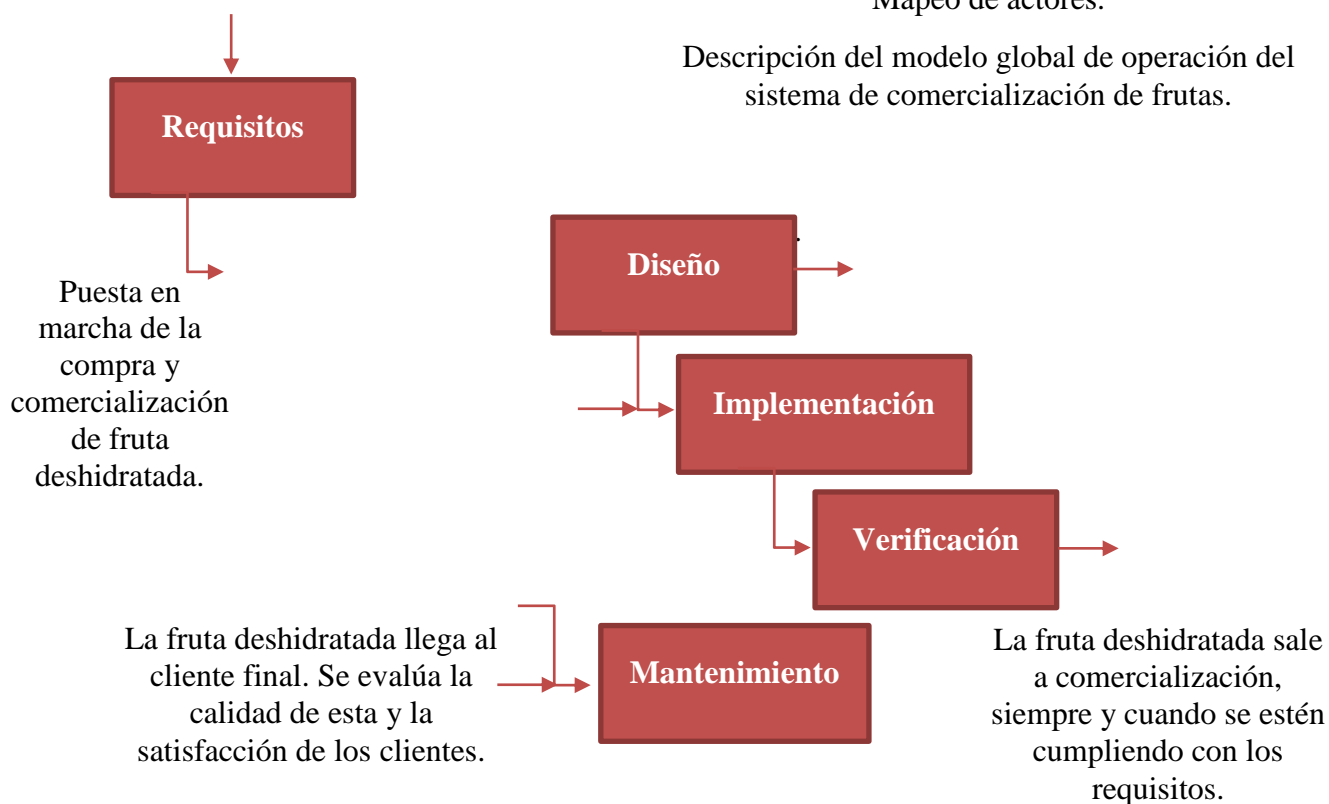 Mapeo de actores.
Descripción del modelo global de operación del
sistema de comercialización de frutas.
Requisitos
Diseño
.
Puesta en
marcha de la
compra y
comercialización
de fruta
deshidratada.
Implementación
Verificación
La fruta deshidratada llega al
cliente final. Se evalúa la
calidad de esta y la
satisfacción de los clientes.
Mantenimiento
La fruta deshidratada sale
a comercialización,
siempre y cuando se estén
cumpliendo con los
requisitos.